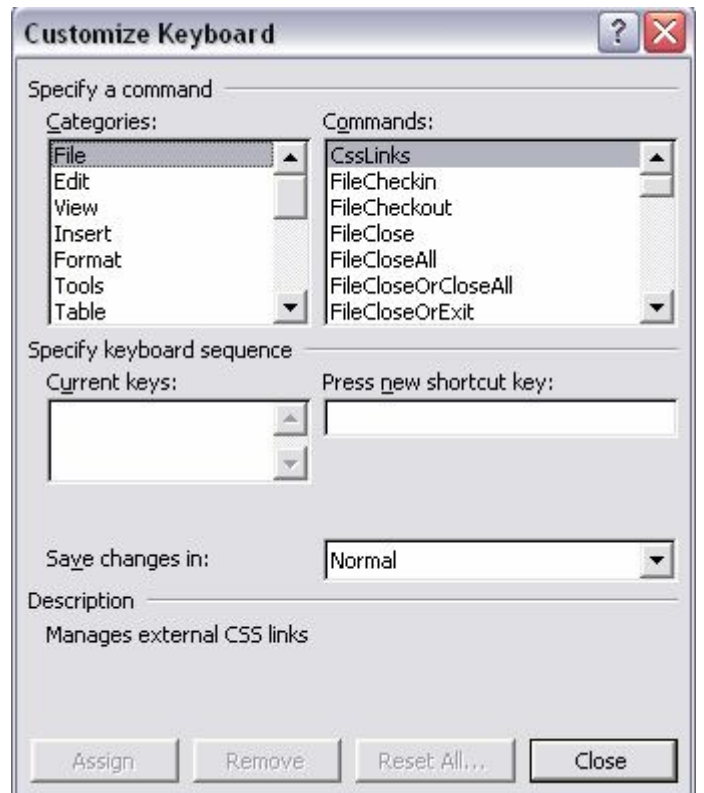 Customize Keyboard
Specify a command
Categories:
Commands:
File
Edit
View
Insert
Format
Tools
Table
CssLinks
FileCheckin
FileCheckout
FileClose
FileCloseAll
FileCloseOrCloseAll
FileCloseOrExit
Specify keyboard sequence
Current keys:
Press new shortcut key:
Save changes in:
Normal
Description
Manages external CSS links
Assign
Remove
Reset All...
Close